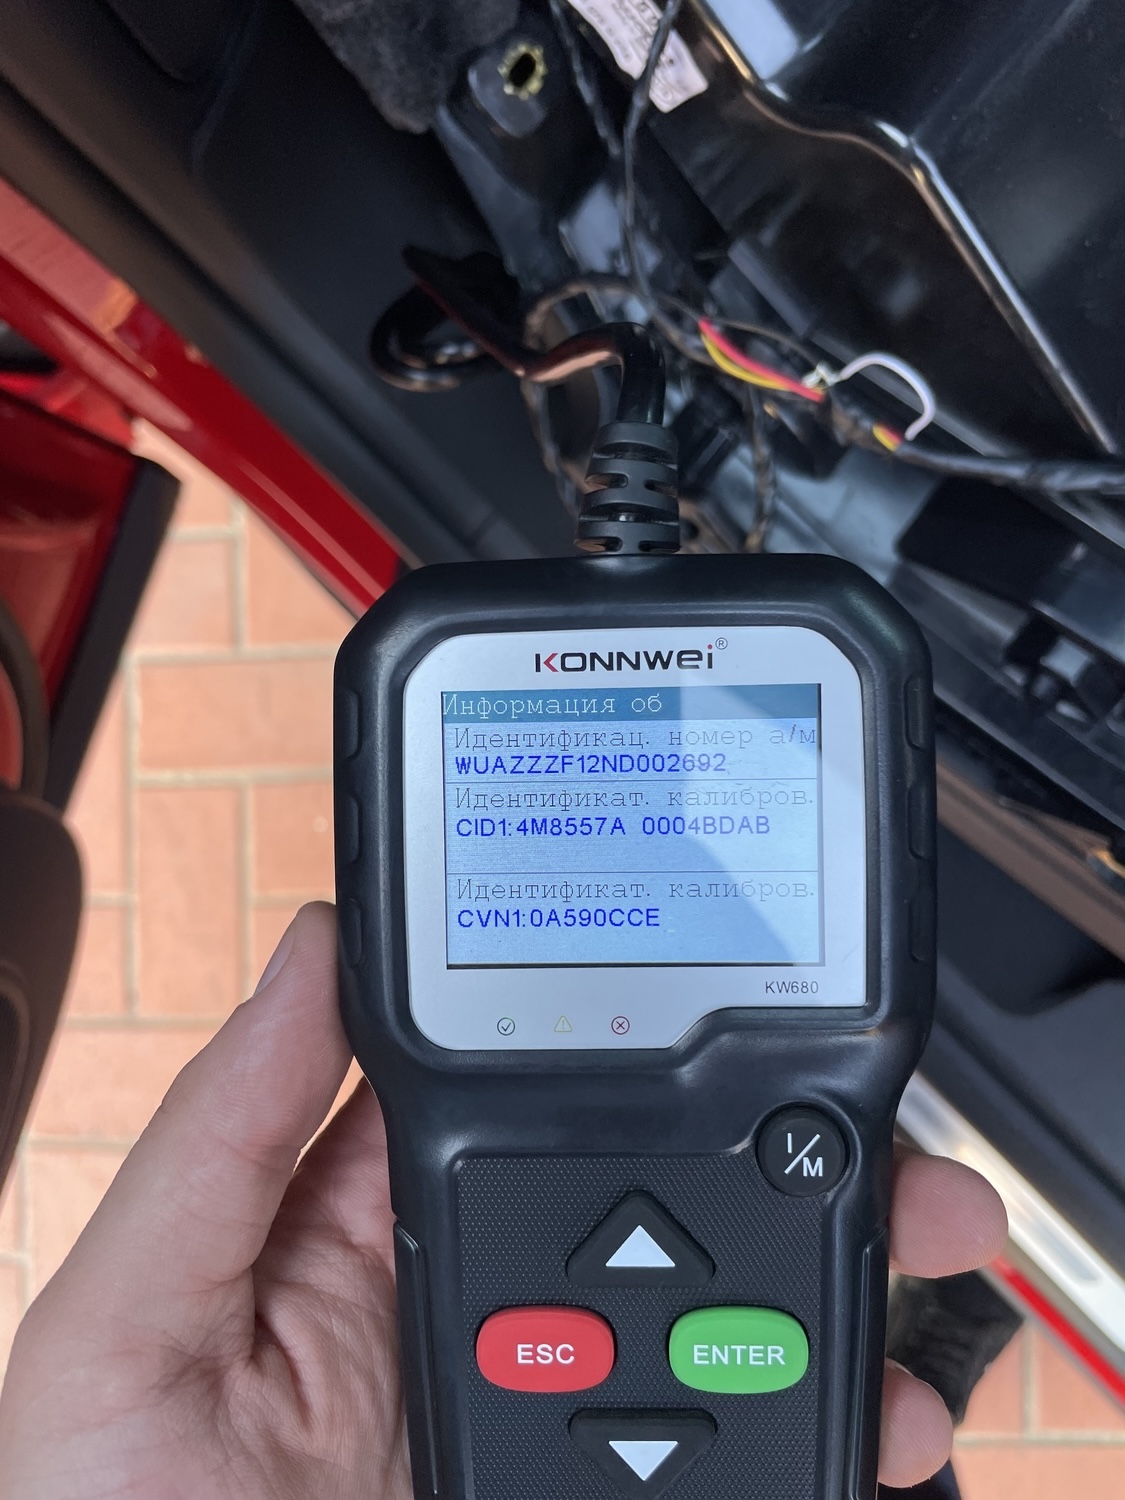 KONNWEI®
Информация об
Идентификац. номер а/м
WUAZZZF12ND002692
Идентификат. калибров.
CID1:4M8557A 0004BDAB
Идентификат. калибров.
CVN1:0A590CCE
KW680
I/M
ESC
ENTER